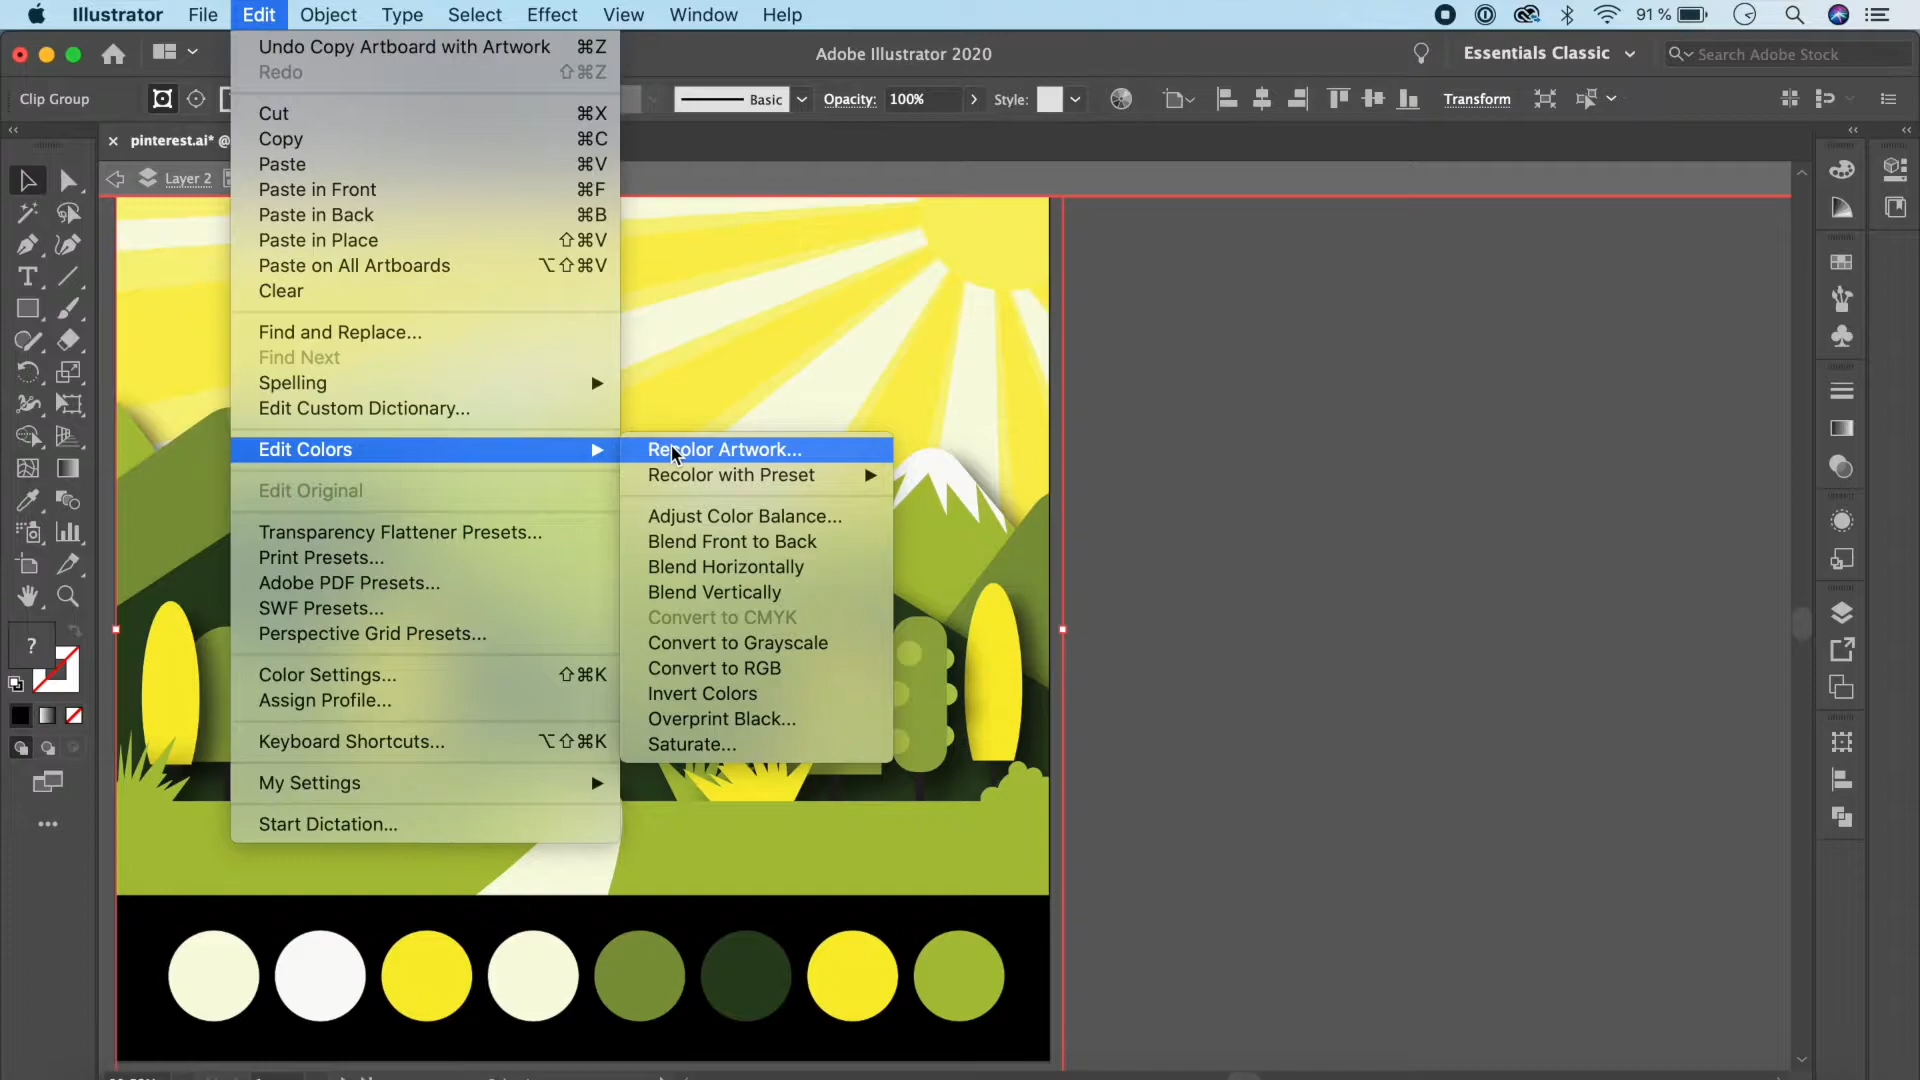 Illustrator File Edit Object Type Select Effect View Window Help 91 %
Adobe Illustrator 2020 Essentials Classic Search Adobe Stock
Clip Group Basic Opacity: 100% Style: Transform
pinterest.ai* @
Layer 2
Undo Copy Artboard with Artwork ⌘Z
Redo ⇧⌘Z
Cut ⌘X
Copy ⌘C
Paste ⌘V
Paste in Front ⌘F
Paste in Back ⌘B
Paste in Place ⇧⌘V
Paste on All Artboards ⌥⇧⌘V
Clear
Find and Replace...
Find Next
Spelling
Edit Custom Dictionary...
Edit Colors
Edit Original
Transparency Flattener Presets...
Print Presets...
Adobe PDF Presets...
SWF Presets...
Perspective Grid Presets...
Color Settings... ⇧⌘K
Assign Profile...
Keyboard Shortcuts... ⌥⇧⌘K
My Settings
Start Dictation...
Recolor Artwork...
Recolor with Preset
Adjust Color Balance...
Blend Front to Back
Blend Horizontally
Blend Vertically
Convert to CMYK
Convert to Grayscale
Convert to RGB
Invert Colors
Overprint Black...
Saturate...
?